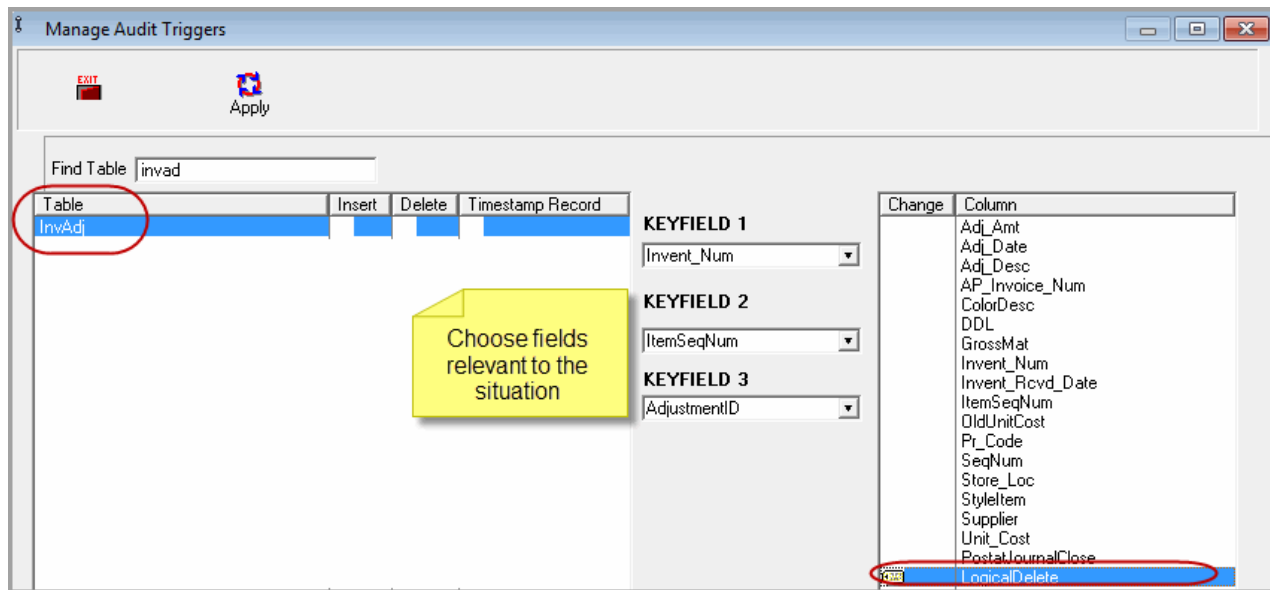 Manage Audit Triggers
EXIT
Apply
Find Table invad
Table Insert Delete Timestamp Record
InvAdj
KEYFIELD 1
Invent_Num
KEYFIELD 2
ItemSeqNum
KEYFIELD 3
AdjustmentID
Choose fields
relevant to the
situation
Change Column
Adj_Amt
Adj_Date
Adj_Desc
AP_Invoice_Num
ColorDesc
DDL
GrossMat
Invent_Num
Invent_Rcvd_Date
ItemSeqNum
OldUnitCost
Pr_Code
SeqNum
Store_Loc
StyleItem
Supplier
Unit_Cost
PostatJournalClose
LogicalDelete